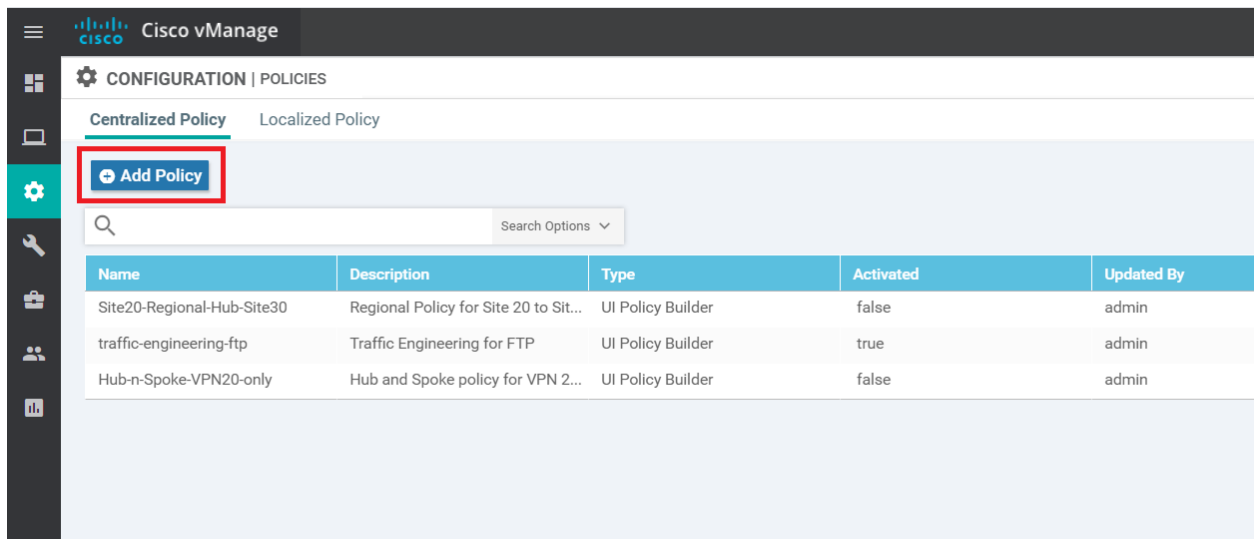 CISCO Cisco vManage
CONFIGURATION | POLICIES
Centralized Policy Localized Policy
Add Policy
Search Options
Name Description Type Activated Updated By
Site20-Regional-Hub-Site30 Regional Policy for Site 20 to Sit... UI Policy Builder false admin
traffic-engineering-ftp Traffic Engineering for FTP UI Policy Builder true admin
Hub-n-Spoke-VPN20-only Hub and Spoke policy for VPN 2... UI Policy Builder false admin